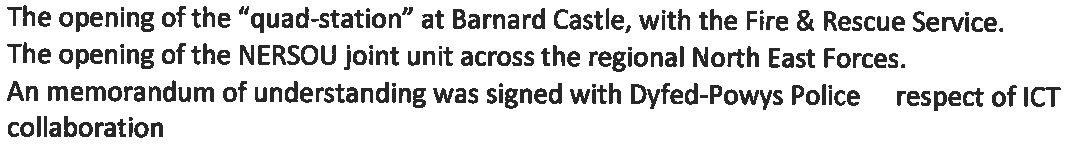 The opening of the “quad-station” at Barnard Castle, with the Fire & Rescue Service.
The opening of the NERSOU joint unit across the regional North East Forces.
An memorandum of understanding was signed with Dyfed-Powys Police respect of ICT
collaboration